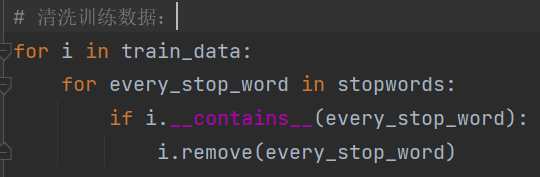 # 清洗训练数据：
for i in train_data:
    for every_stop_word in stopwords:
        if i.__contains__(every_stop_word):
            i.remove(every_stop_word)